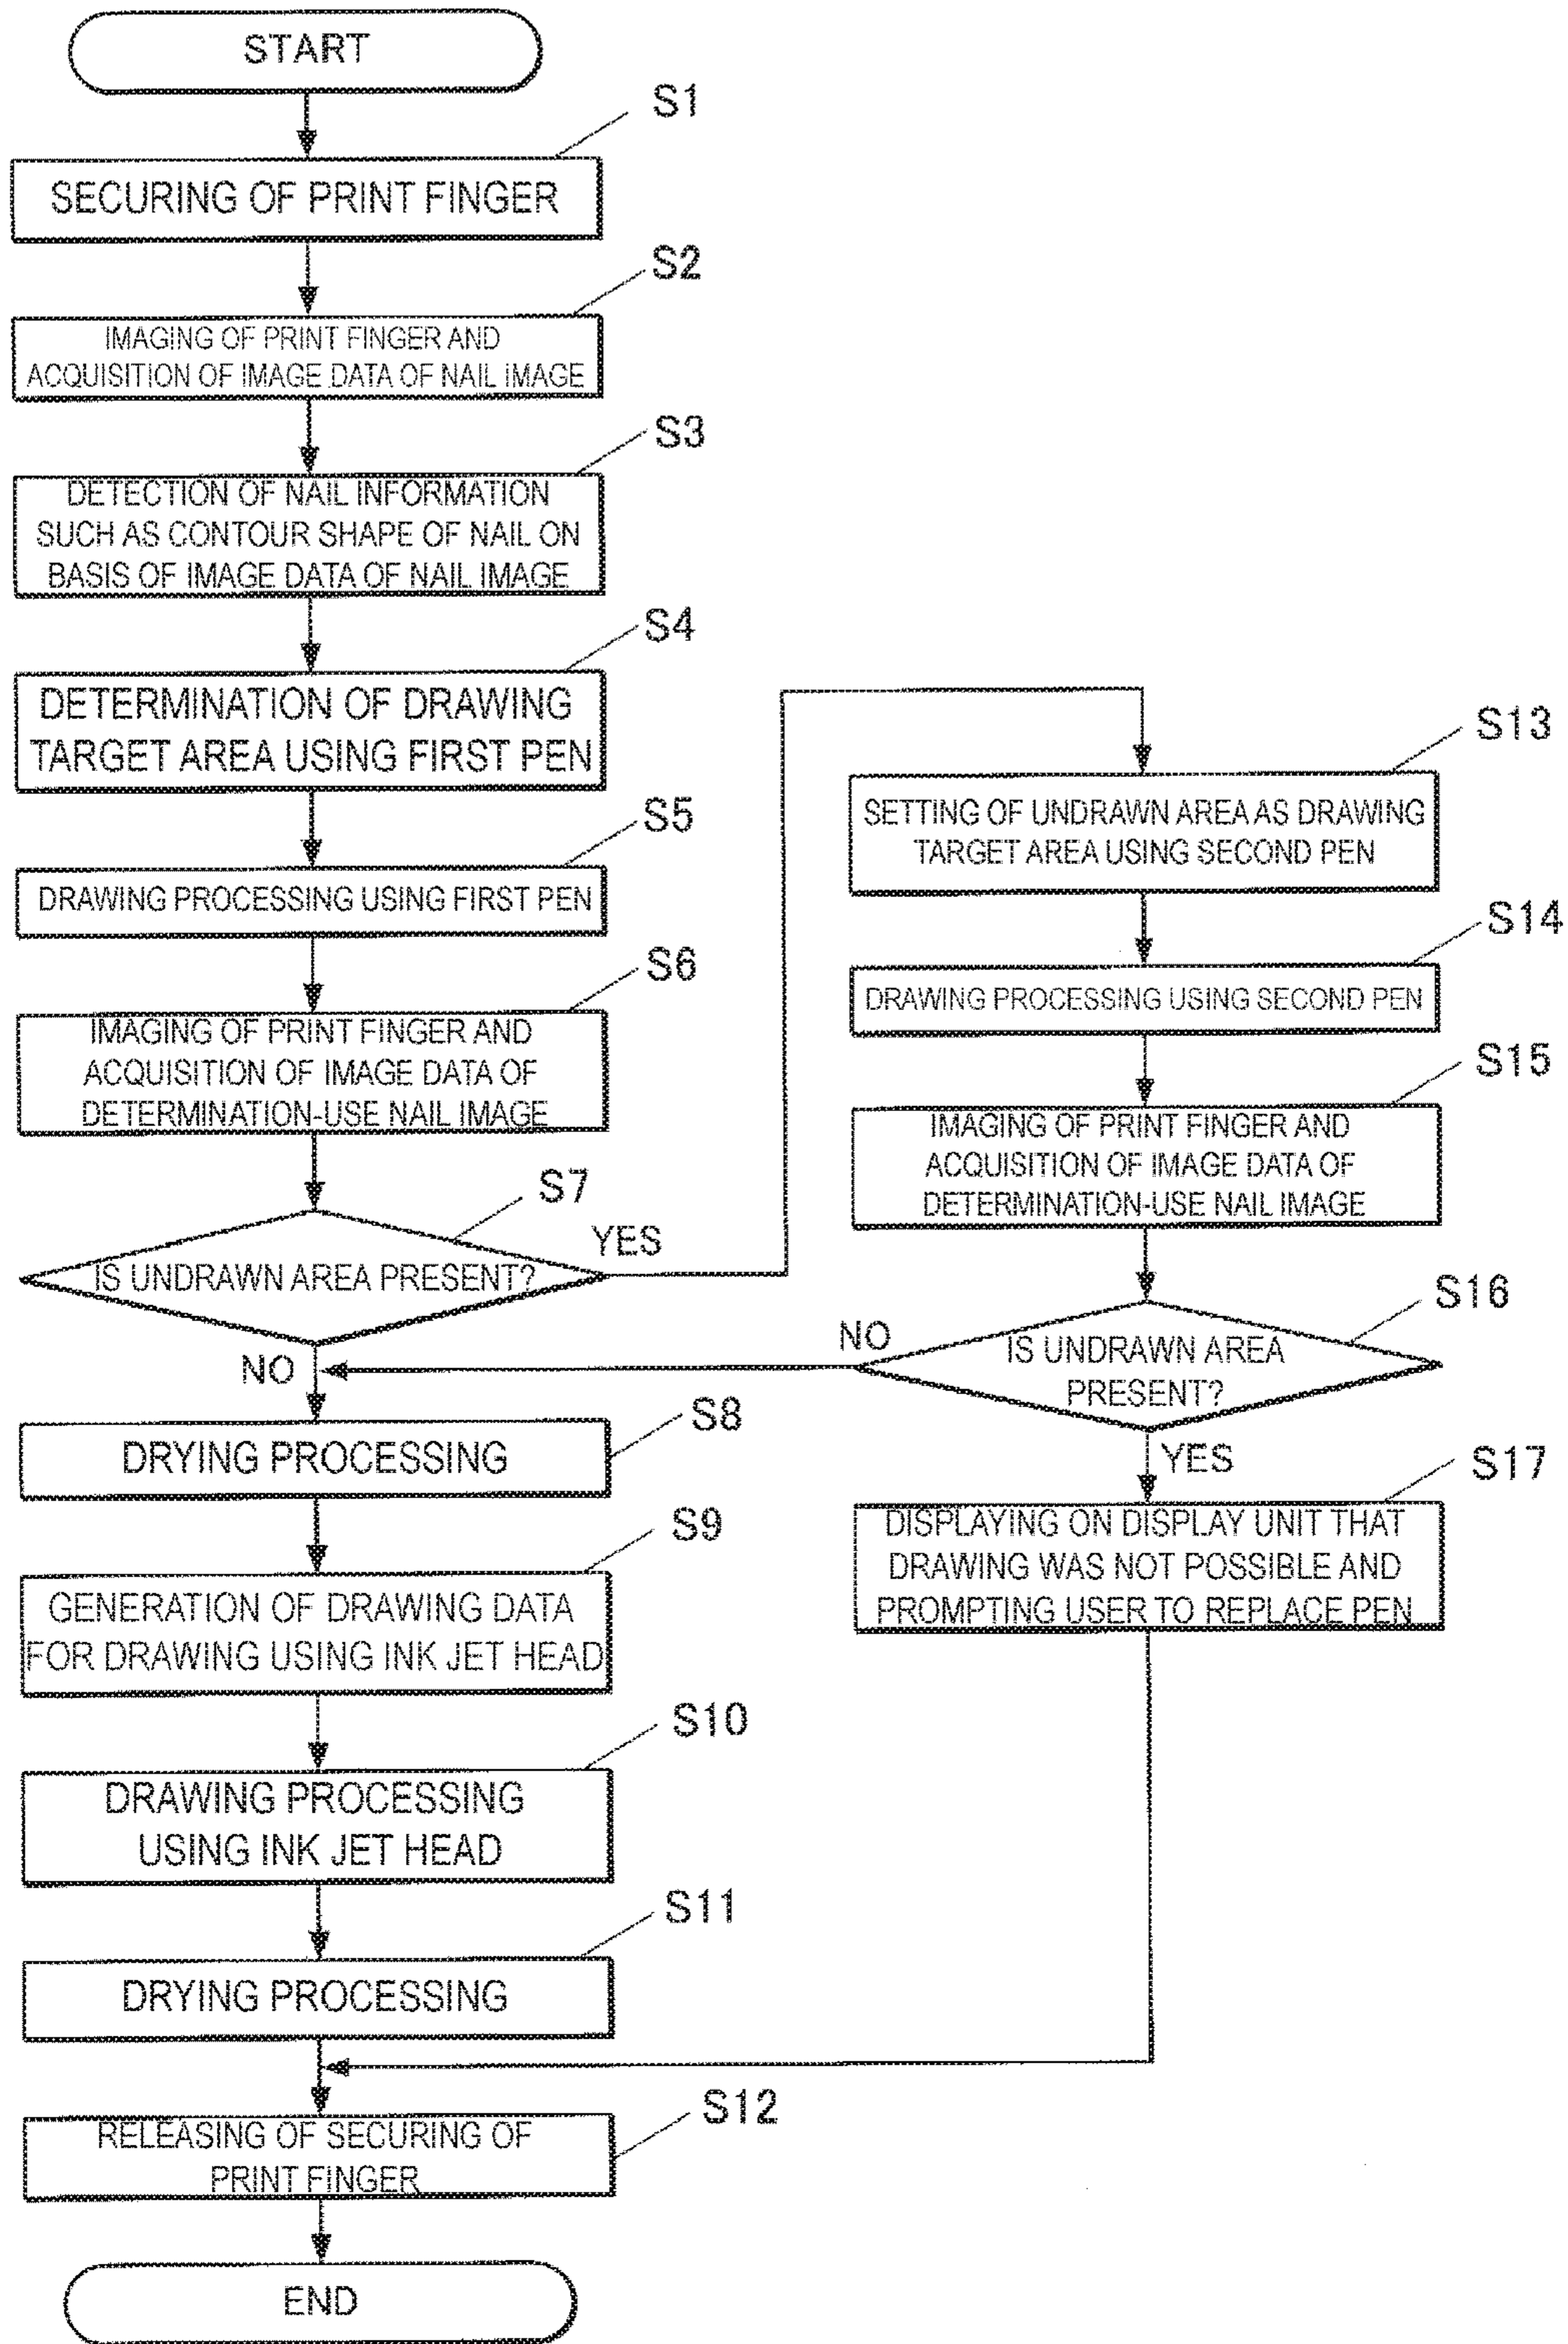 START
S1
SECURING OF PRINT FINGER
S2
IMAGING OF PRINT FINGER AND
ACQUISITION OF IMAGE DATA OF NAIL IMAGE
S3
DETECTION OF NAIL INFORMATION
SUCH AS CONTOUR SHAPE OF NAIL ON
BASIS OF IMAGE DATA OF NAIL IMAGE
S4
DETERMINATION OF DRAWING
TARGET AREA USING FIRST PEN
S5
DRAWING PROCESSING USING FIRST PEN
S6
IMAGING OF PRINT FINGER AND
ACQUISITION OF IMAGE DATA OF
DETERMINATION-USE NAIL IMAGE
S7
YES
IS UNDRAWN AREA PRESENT?
NO
S8
DRYING PROCESSING
S9
GENERATION OF DRAWING DATA
FOR DRAWING USING INK JET HEAD
S10
DRAWING PROCESSING
USING INK JET HEAD
S11
DRYING PROCESSING
S12
RELEASING OF SECURING OF
PRINT FINGER
END
S13
SETTING OF UNDRAWN AREA AS DRAWING
TARGET AREA USING SECOND PEN
S14
DRAWING PROCESSING USING SECOND PEN
S15
IMAGING OF PRINT FINGER AND
ACQUISITION OF IMAGE DATA OF
DETERMINATION-USE NAIL IMAGE
S16
NO
IS UNDRAWN AREA
PRESENT?
YES
S17
DISPLAYING ON DISPLAY UNIT THAT
DRAWING WAS NOT POSSIBLE AND
PROMPTING USER TO REPLACE PEN